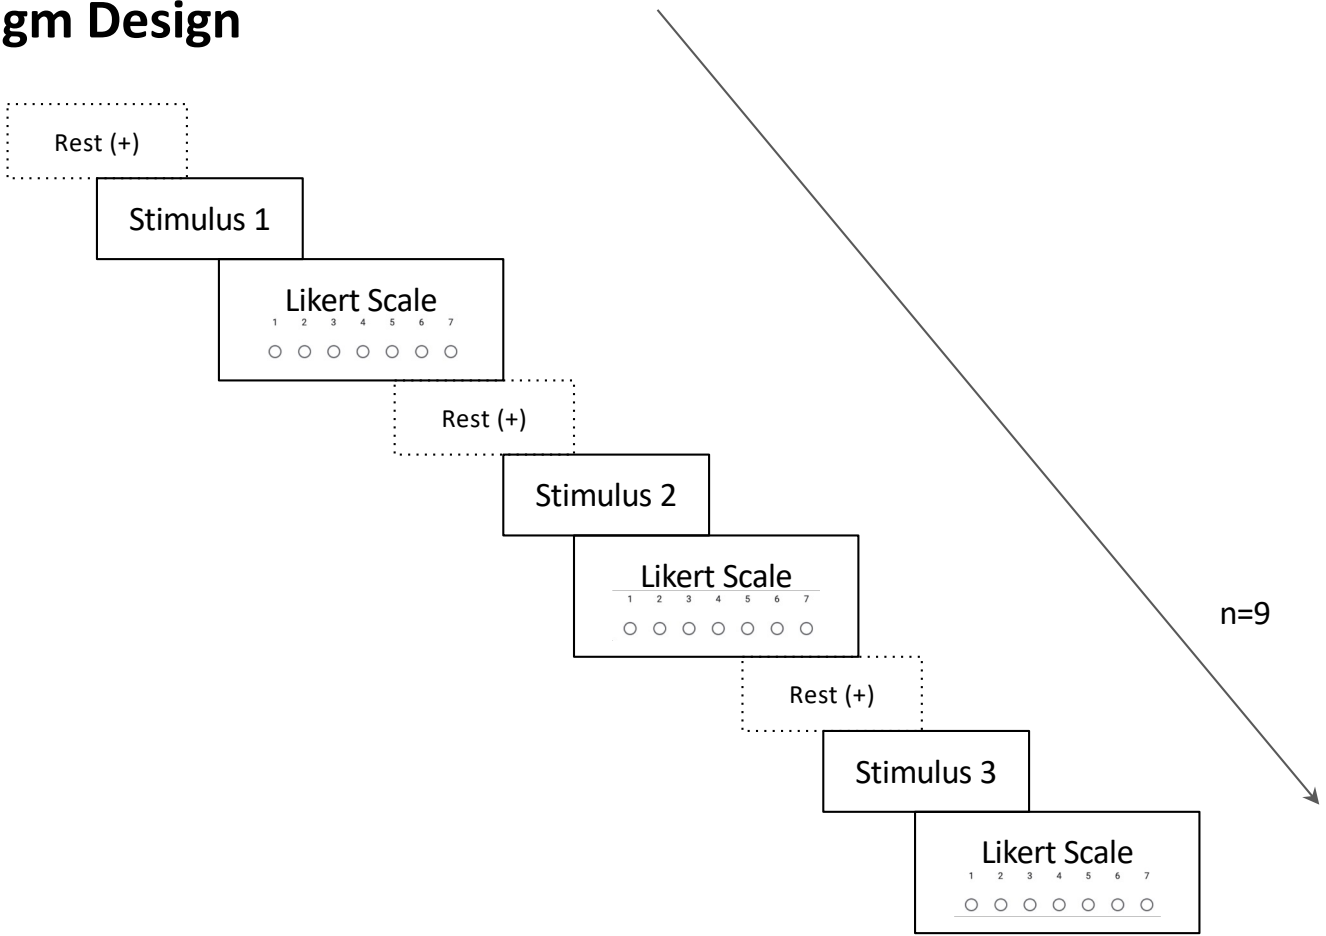 gm Design
Rest (+)
Stimulus 1
Likert Scale
1 2 3 4 5 6 7
Rest (+)
Stimulus 2
Likert Scale
1 2 3 4 5 6 7
n=9
Rest (+)
Stimulus 3
Likert Scale
1 2 3 4 5 6 7